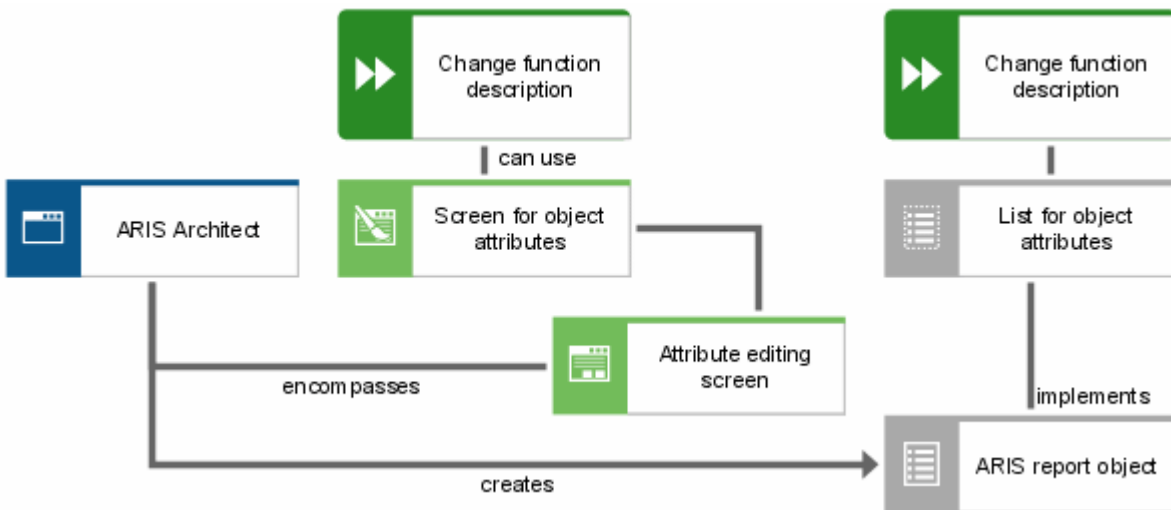 Change function
description
Change function
description
can use
ARIS Architect
Screen for object
attributes
List for object
attributes
Attribute editing
screen
encompasses
implements
ARIS report object
creates